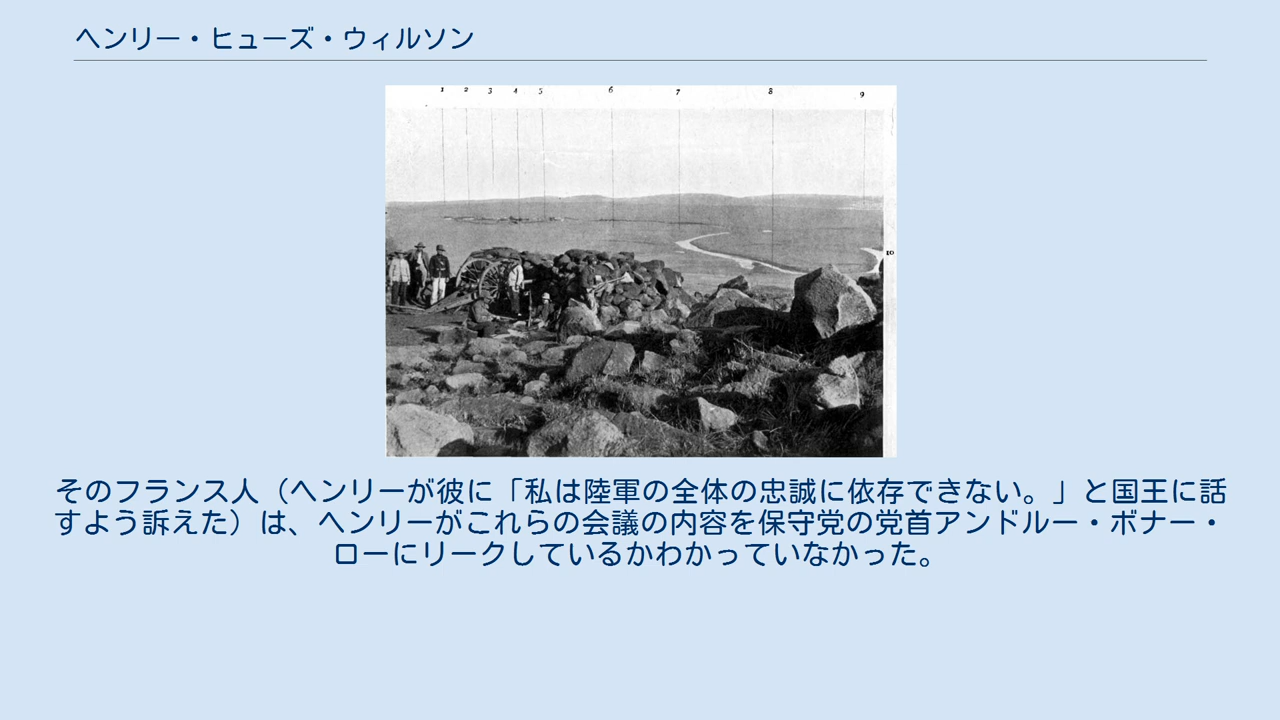 ヘンリー・ヒューズ・ウィルソン
1 2 3 4 5 6 7 8 9
10
そのフランス人（ヘンリーが彼に「私は陸軍の全体の忠誠に依存できない。」と国王に話
すよう訴えた）は、ヘンリーがこれらの会議の内容を保守党の党首アンドルー・ボナー・
ローにリークしているかわかっていなかった。